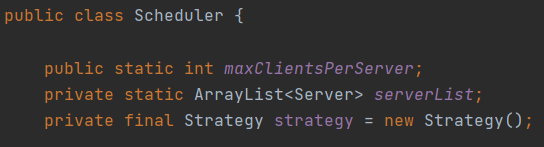 public class Scheduler {
public static int maxClientsPerServer;
private static ArrayList<Server> serverList;
private final Strategy strategy = new Strategy();